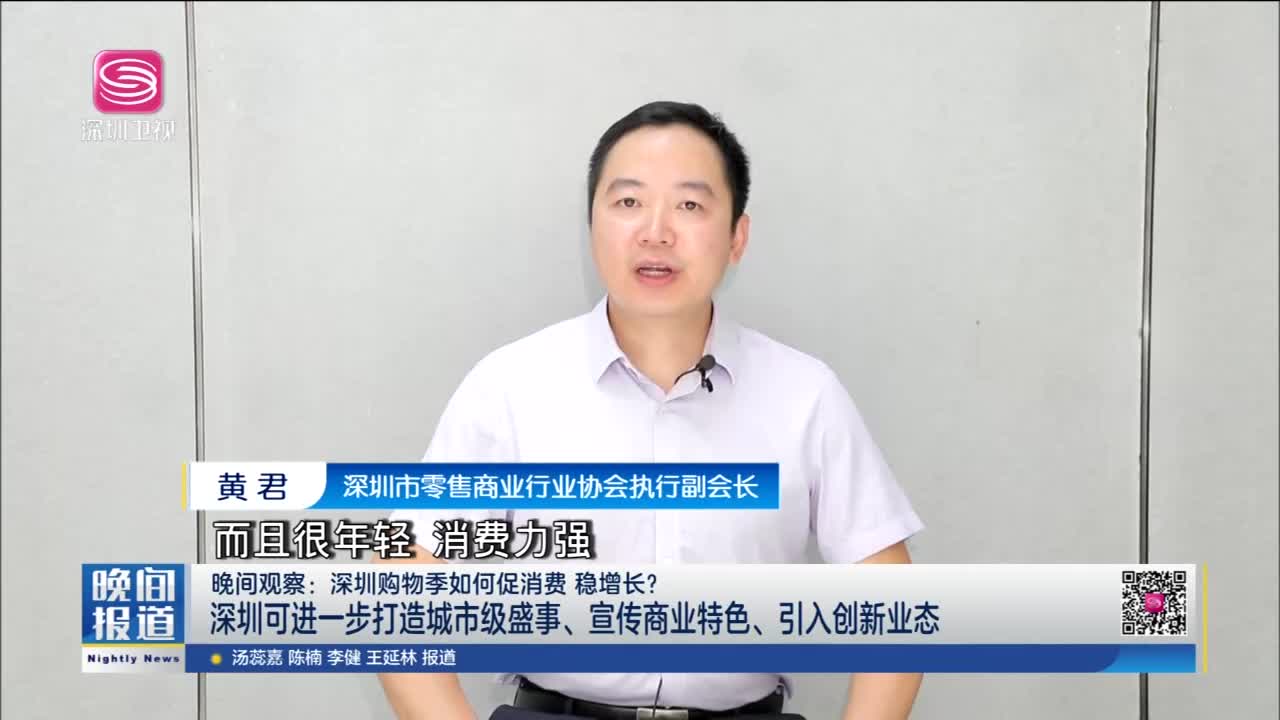 深圳卫视
黄君
深圳市零售商业行业协会执行副会长
而且很年轻 消费力强
晚间报道
晚间观察：深圳购物季如何促消费 稳增长？
深圳可进一步打造城市级盛事、宣传商业特色、引入创新业态
Nightly News
汤蕊嘉 陈楠 李健 王延林 报道